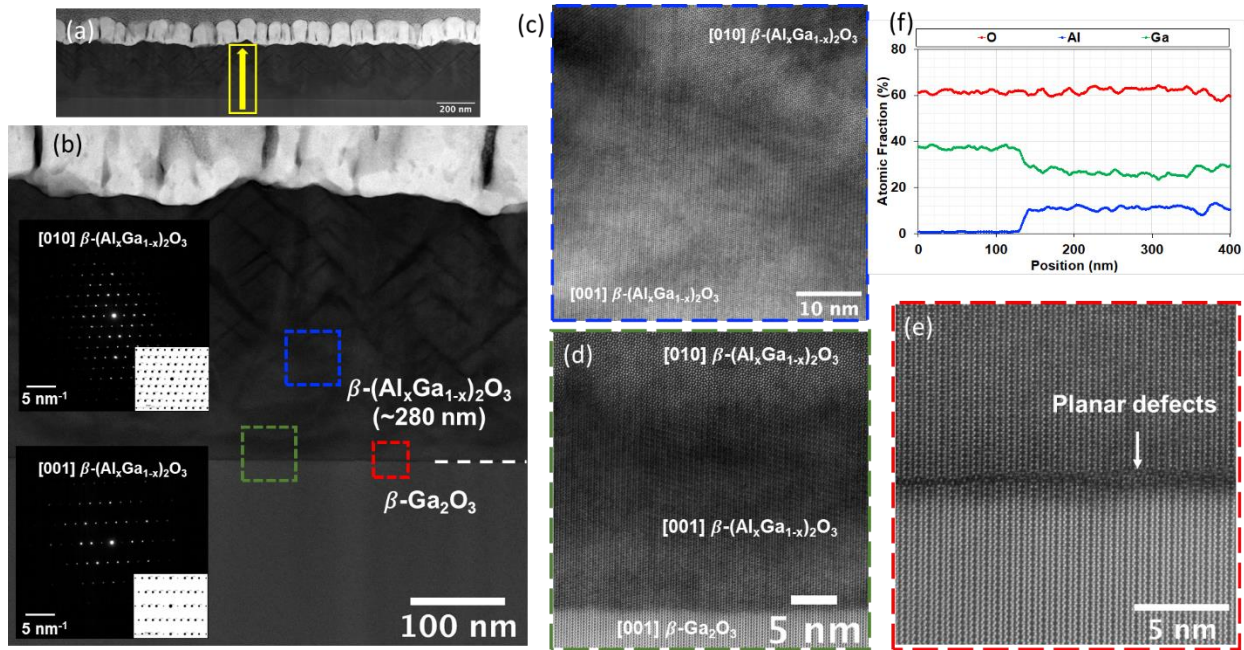 (a)
200 nm
(b)
[010] β-(AlₓGa₁₋ₓ)₂O₃
5 nm⁻¹
[001] β-(AlₓGa₁₋ₓ)₂O₃
5 nm⁻¹
β-(AlₓGa₁₋ₓ)₂O₃
(~280 nm)
β-Ga₂O₃
100 nm
(c)
[010] β-(AlₓGa₁₋ₓ)₂O₃
[001] β-(AlₓGa₁₋ₓ)₂O₃
10 nm
(d)
[010] β-(AlₓGa₁₋ₓ)₂O₃
[001] β-(AlₓGa₁₋ₓ)₂O₃
[001] β-Ga₂O₃
5 nm
(f)
O Al Ga
Atomic Fraction (%)
80
60
40
20
0
0 100 200 300 400
Position (nm)
(e)
Planar defects
5 nm